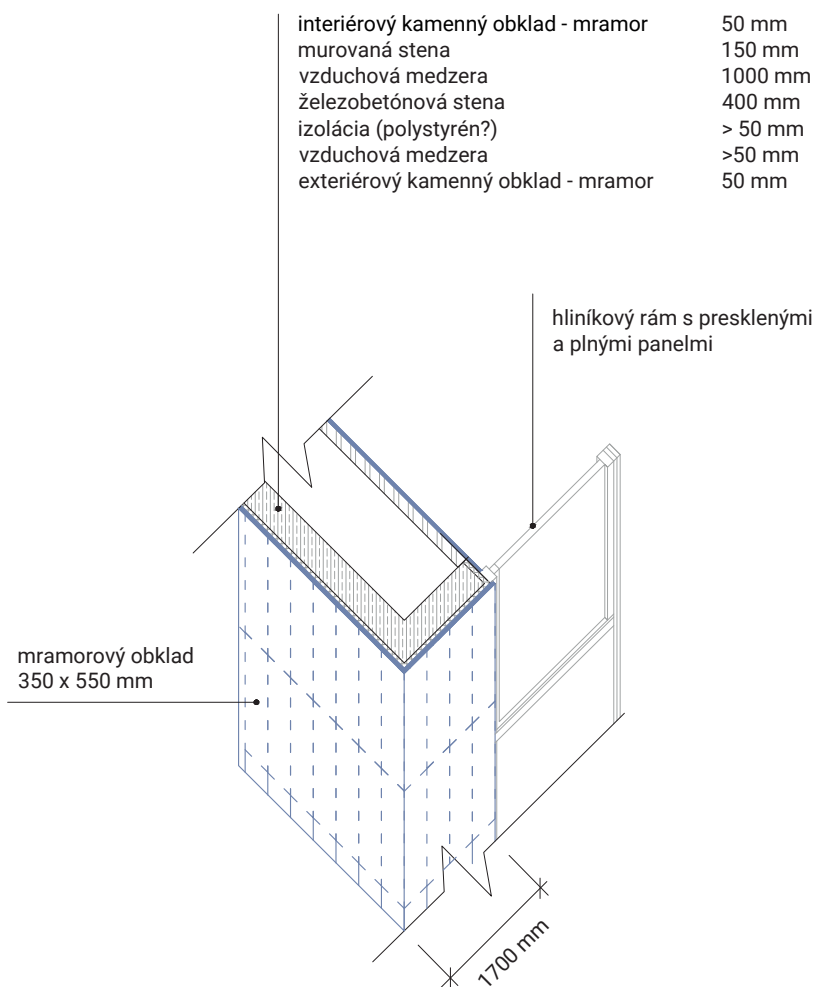 interiérový kamenný obklad - mramor 50 mm
murovaná stena 150 mm
vzduchová medzera 1000 mm
železobetónová stena 400 mm
izolácia (polystyrén?) > 50 mm
vzduchová medzera >50 mm
exteriérový kamenný obklad - mramor 50 mm
hliníkový rám s presklenými
a plnými panelmi
mramorový obklad
350 x 550 mm
1700 mm